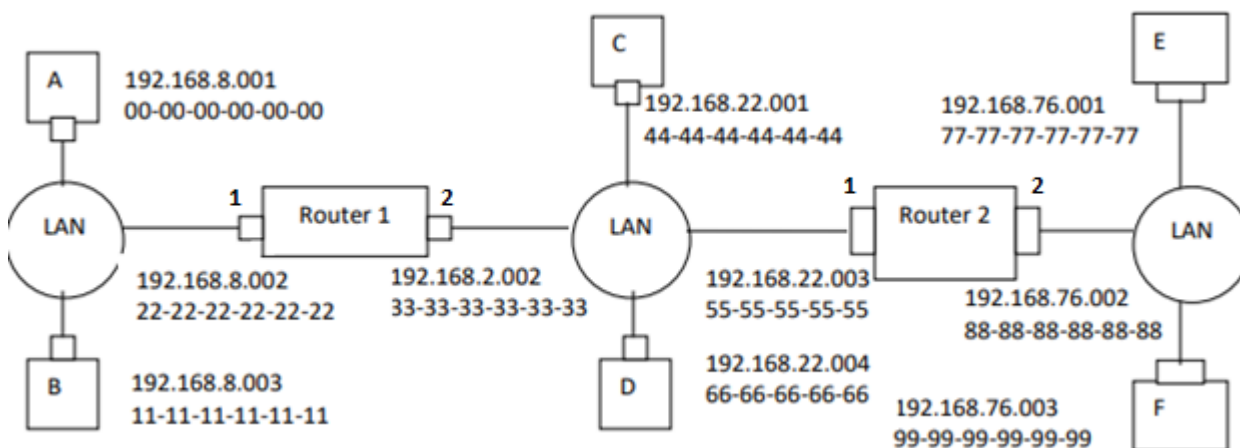 A
192.168.8.001
00-00-00-00-00-00
C
192.168.22.001
44-44-44-44-44-44
E
192.168.76.001
77-77-77-77-77-77
LAN
1
Router 1
2
LAN
1
Router 2
2
LAN
192.168.8.002
22-22-22-22-22-22
192.168.2.002
33-33-33-33-33-33
192.168.22.003
55-55-55-55-55
192.168.76.002
88-88-88-88-88-88
B
192.168.8.003
11-11-11-11-11-11
D
192.168.22.004
66-66-66-66-66
192.168.76.003
99-99-99-99-99-99
F